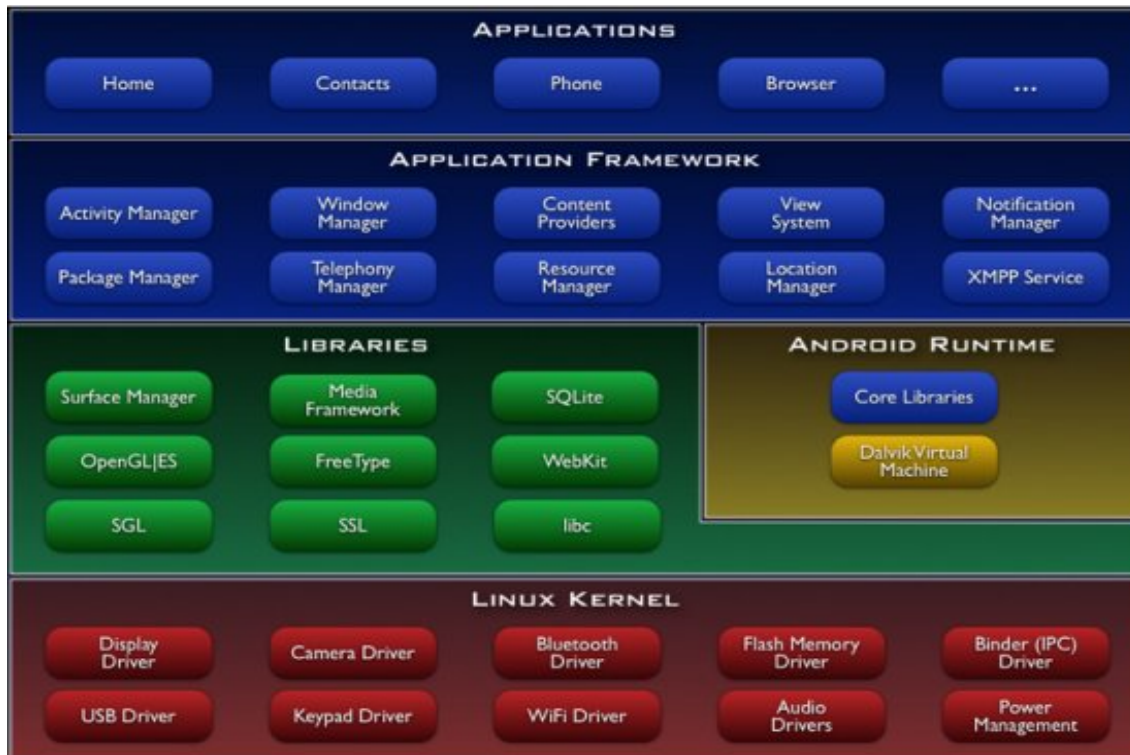 APPLICATIONS
Home
Contacts
Phone
Browser
...
APPLICATION FRAMEWORK
Activity Manager
Window
Manager
Content
Providers
View
System
Notification
Manager
Package Manager
Telephony
Manager
Resource
Manager
Location
Manager
XMPP Service
LIBRARIES
Surface Manager
Media
Framework
SQLite
OpenGL|ES
FreeType
WebKit
SGL
SSL
libc
ANDROID RUNTIME
Core Libraries
Dalvik Virtual
Machine
LINUX KERNEL
Display
Driver
Camera Driver
Bluetooth
Driver
Flash Memory
Driver
Binder (IPC)
Driver
USB Driver
Keypad Driver
WiFi Driver
Audio
Drivers
Power
Management